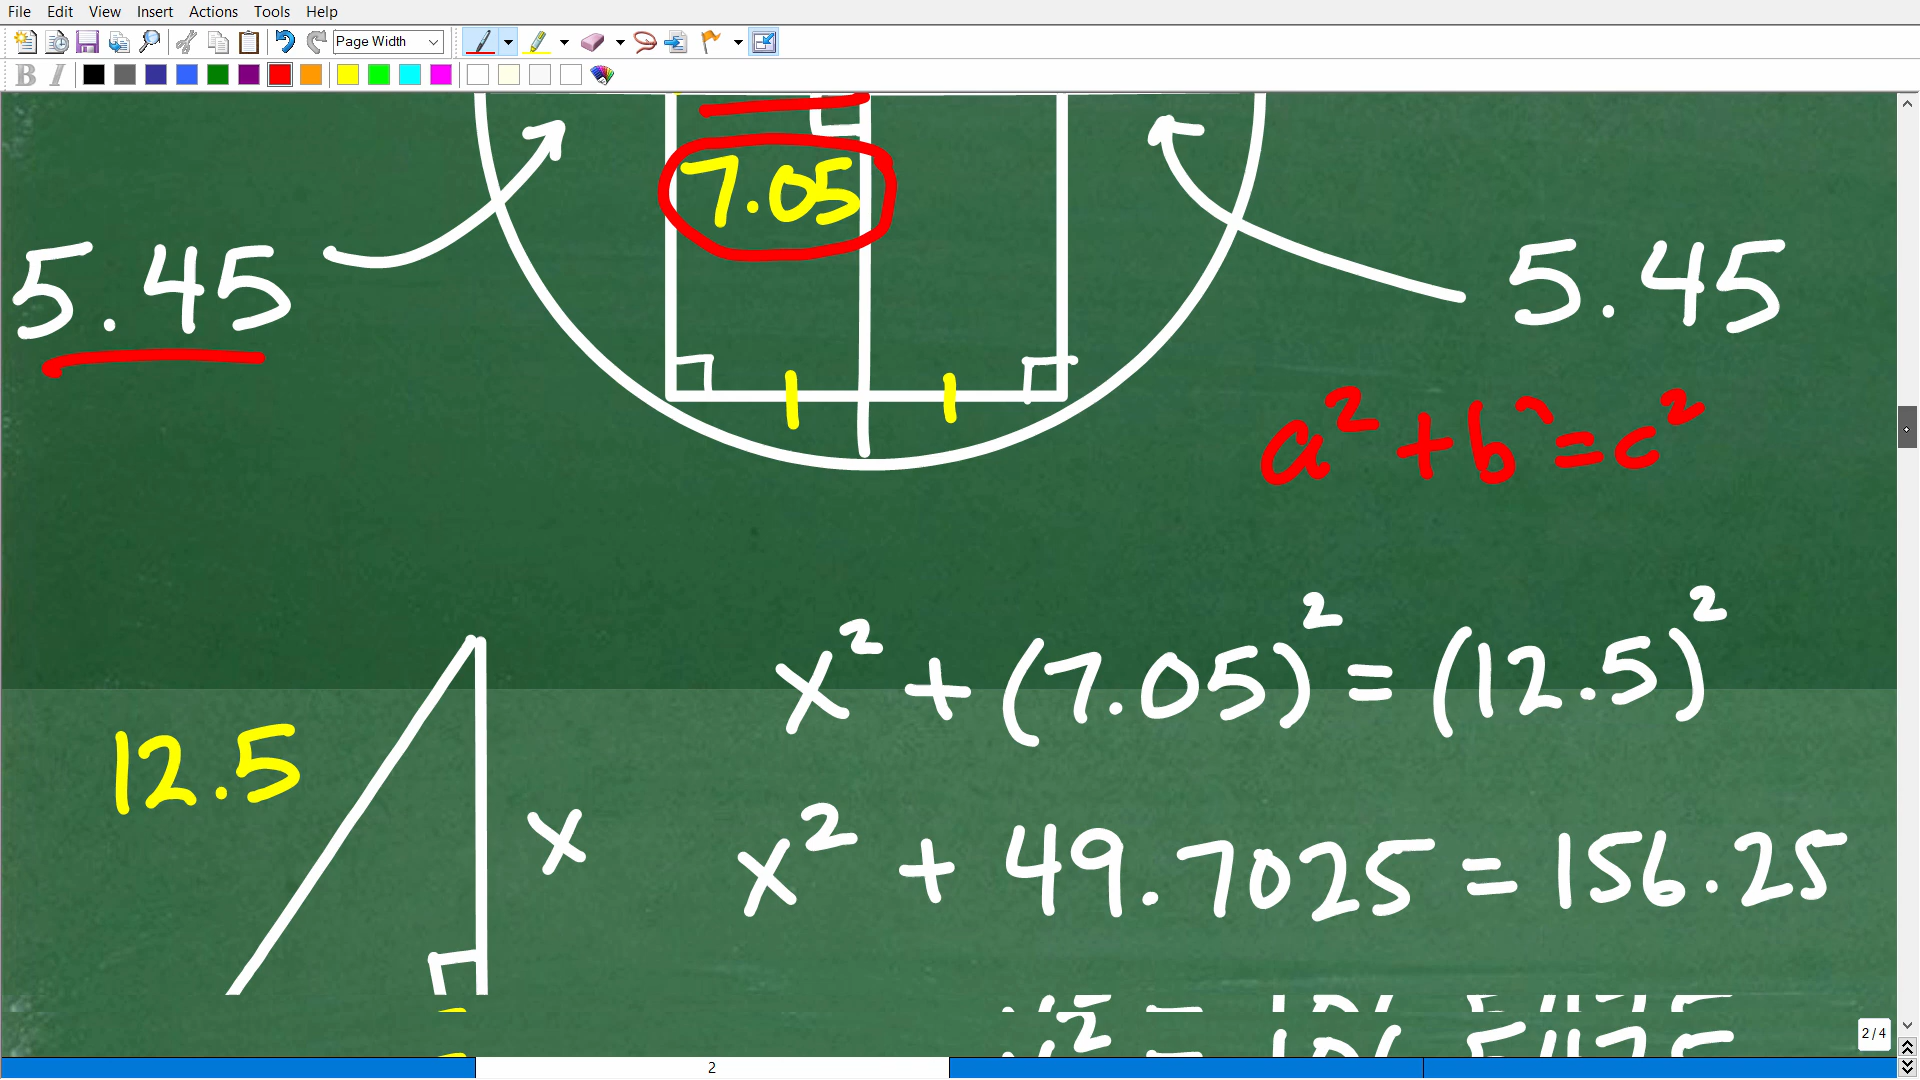 File Edit View Insert Actions Tools Help
Page Width
B I
7.05
5.45
5.45
a² + b² = c²
x² + (7.05)² = (12.5)²
12.5
x
x² + 49.7025 = 156.25
2 / 4
2